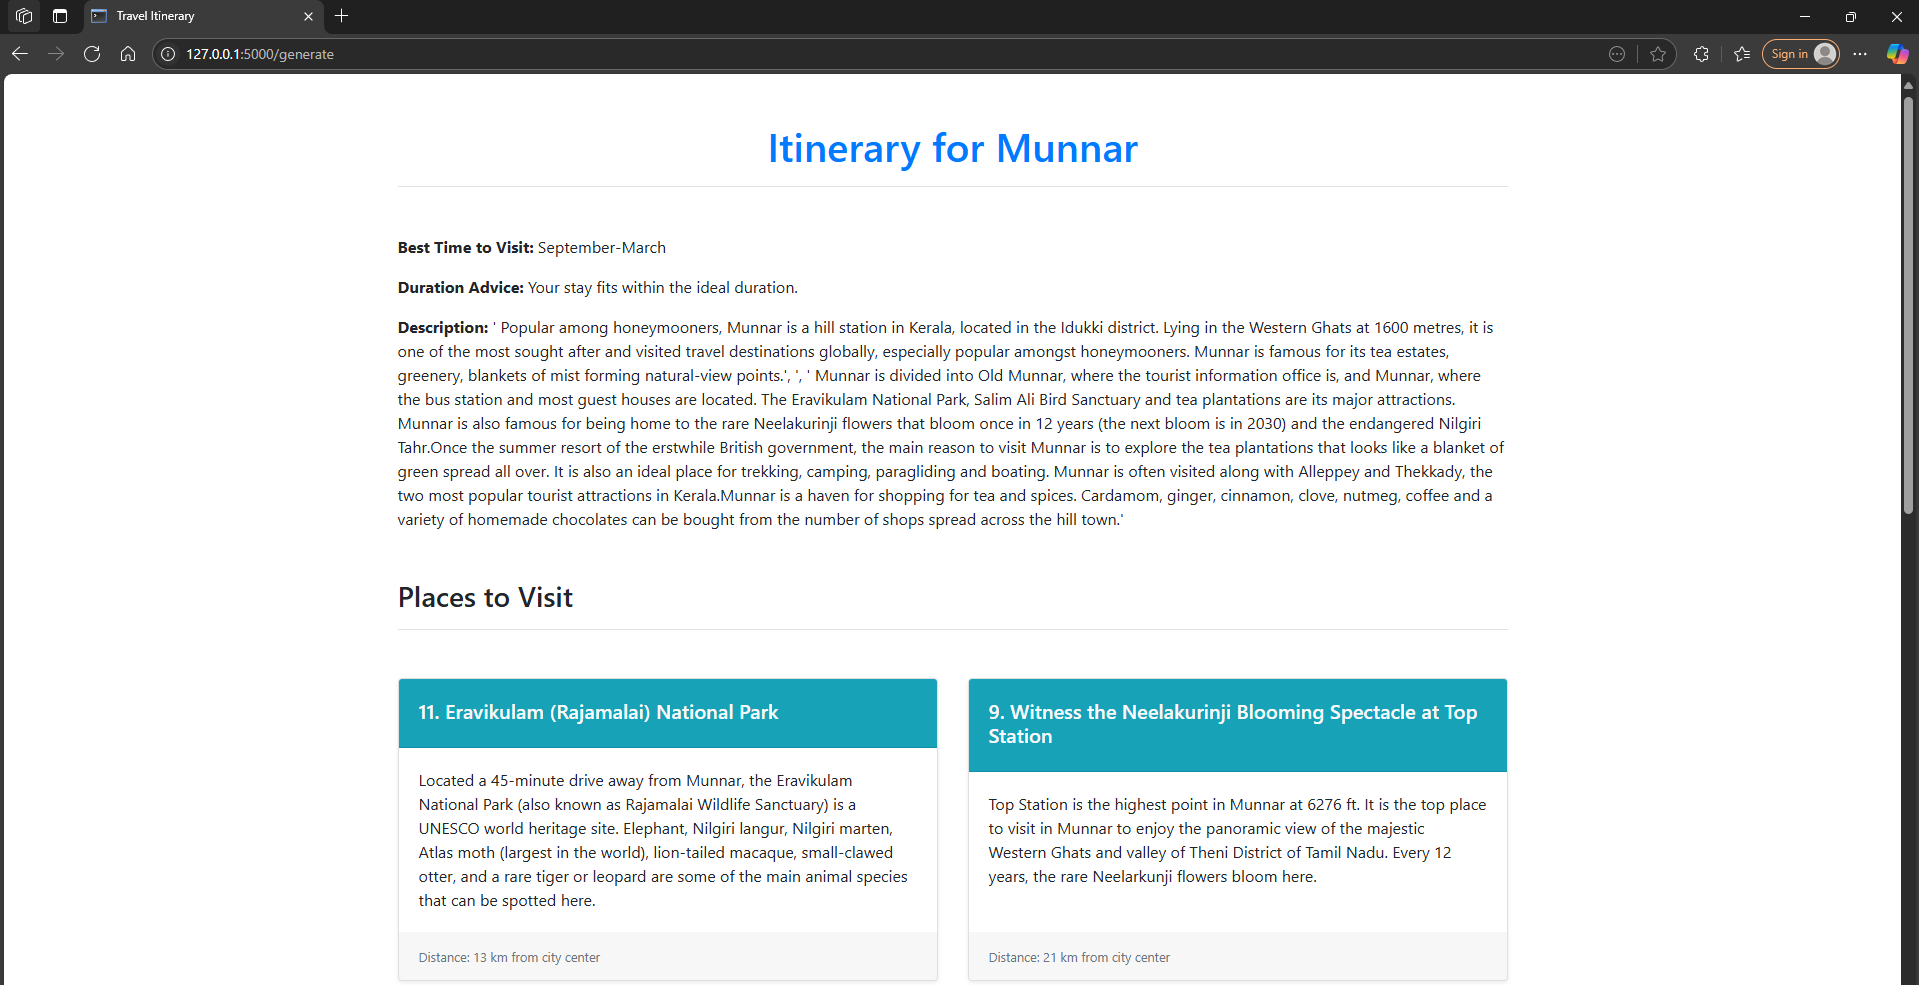 Travel Itinerary
127.0.0.1:5000/generate
Sign in
Itinerary for Munnar
Best Time to Visit: September-March
Duration Advice: Your stay fits within the ideal duration.
Description: ' Popular among honeymooners, Munnar is a hill station in Kerala, located in the Idukki district. Lying in the Western Ghats at 1600 metres, it is
one of the most sought after and visited travel destinations globally, especially popular amongst honeymooners. Munnar is famous for its tea estates,
greenery, blankets of mist forming natural-view points.', ', ' Munnar is divided into Old Munnar, where the tourist information office is, and Munnar, where
the bus station and most guest houses are located. The Eravikulam National Park, Salim Ali Bird Sanctuary and tea plantations are its major attractions.
Munnar is also famous for being home to the rare Neelakurinji flowers that bloom once in 12 years (the next bloom is in 2030) and the endangered Nilgiri
Tahr.Once the summer resort of the erstwhile British government, the main reason to visit Munnar is to explore the tea plantations that looks like a blanket of
green spread all over. It is also an ideal place for trekking, camping, paragliding and boating. Munnar is often visited along with Alleppey and Thekkady, the
two most popular tourist attractions in Kerala.Munnar is a haven for shopping for tea and spices. Cardamom, ginger, cinnamon, clove, nutmeg, coffee and a
variety of homemade chocolates can be bought from the number of shops spread across the hill town.'
Places to Visit
11. Eravikulam (Rajamalai) National Park
Located a 45-minute drive away from Munnar, the Eravikulam
National Park (also known as Rajamalai Wildlife Sanctuary) is a
UNESCO world heritage site. Elephant, Nilgiri langur, Nilgiri marten,
Atlas moth (largest in the world), lion-tailed macaque, small-clawed
otter, and a rare tiger or leopard are some of the main animal species
that can be spotted here.
Distance: 13 km from city center
9. Witness the Neelakurinji Blooming Spectacle at Top
Station
Top Station is the highest point in Munnar at 6276 ft. It is the top place
to visit in Munnar to enjoy the panoramic view of the majestic
Western Ghats and valley of Theni District of Tamil Nadu. Every 12
years, the rare Neelarkunji flowers bloom here.
Distance: 21 km from city center